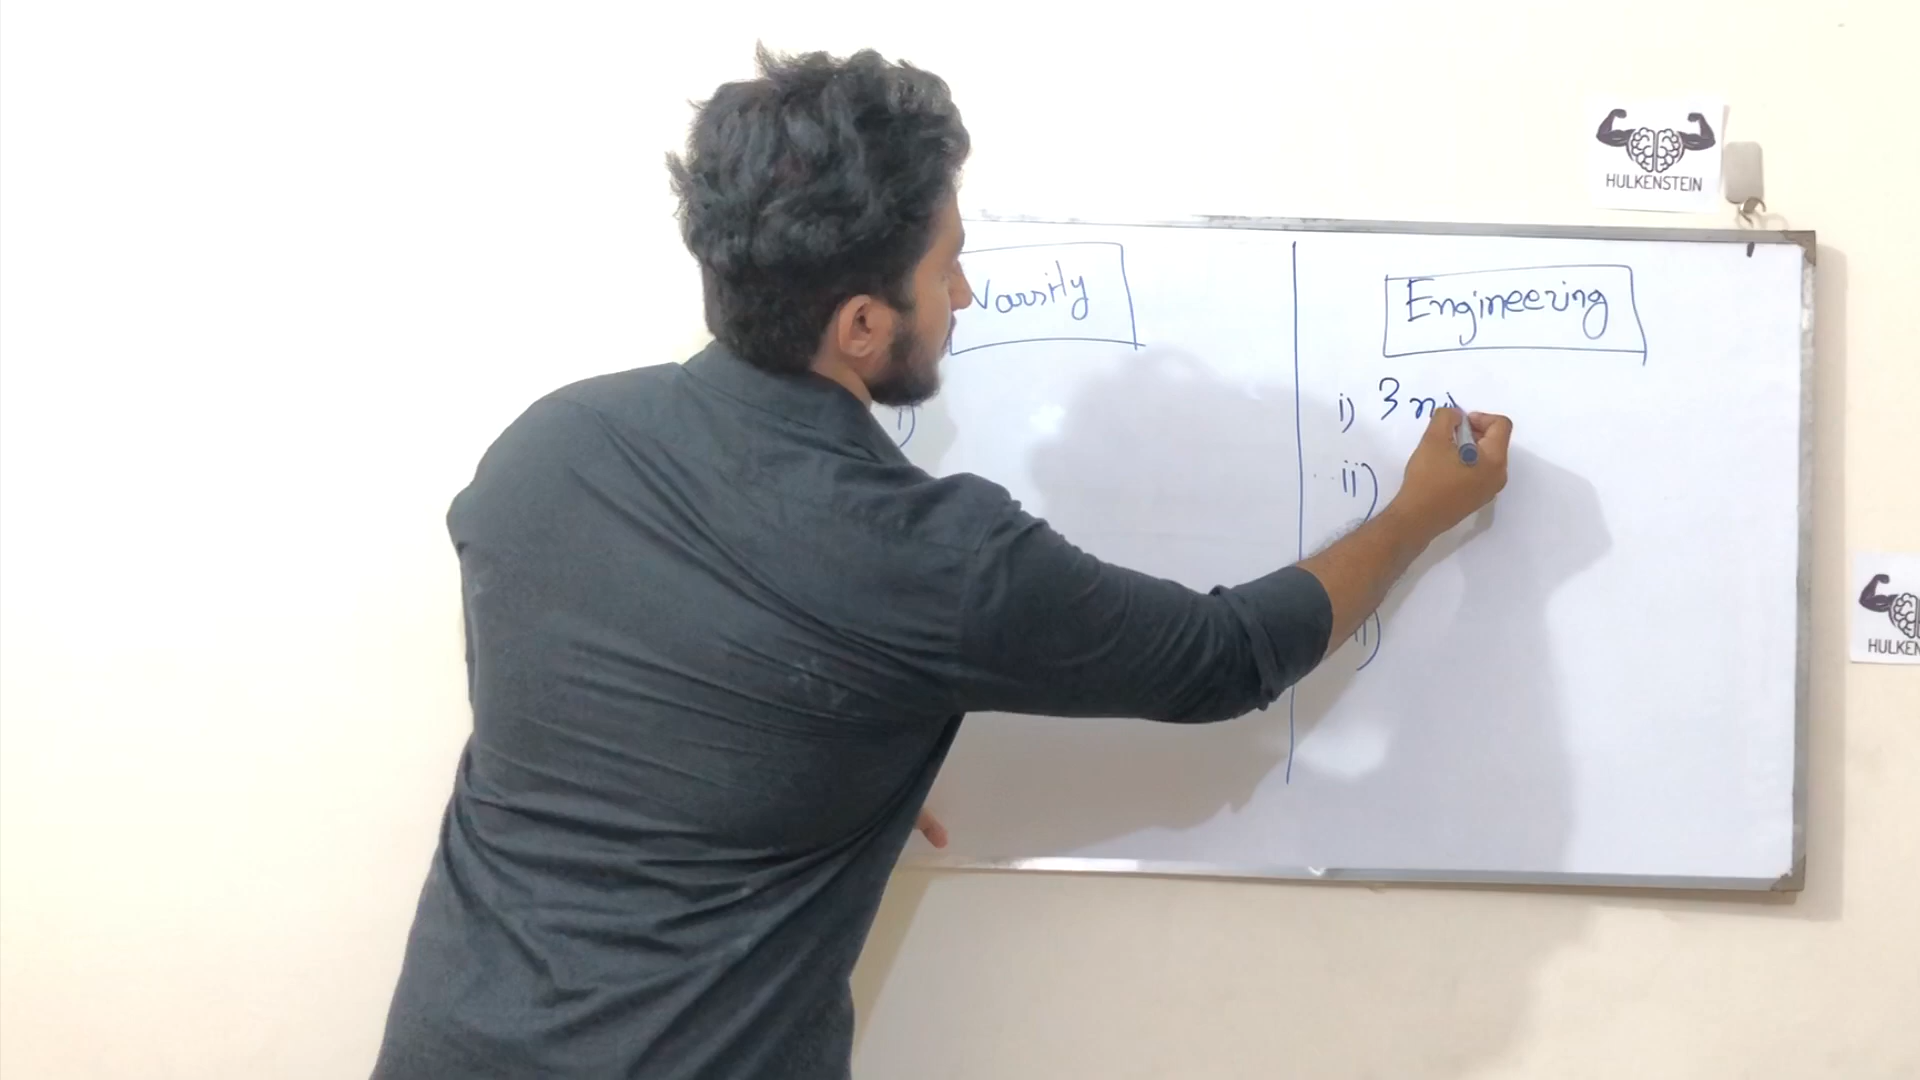 HULKENSTEIN
Varsity
i)
Engineering
i) 3
ii)
HULKEN